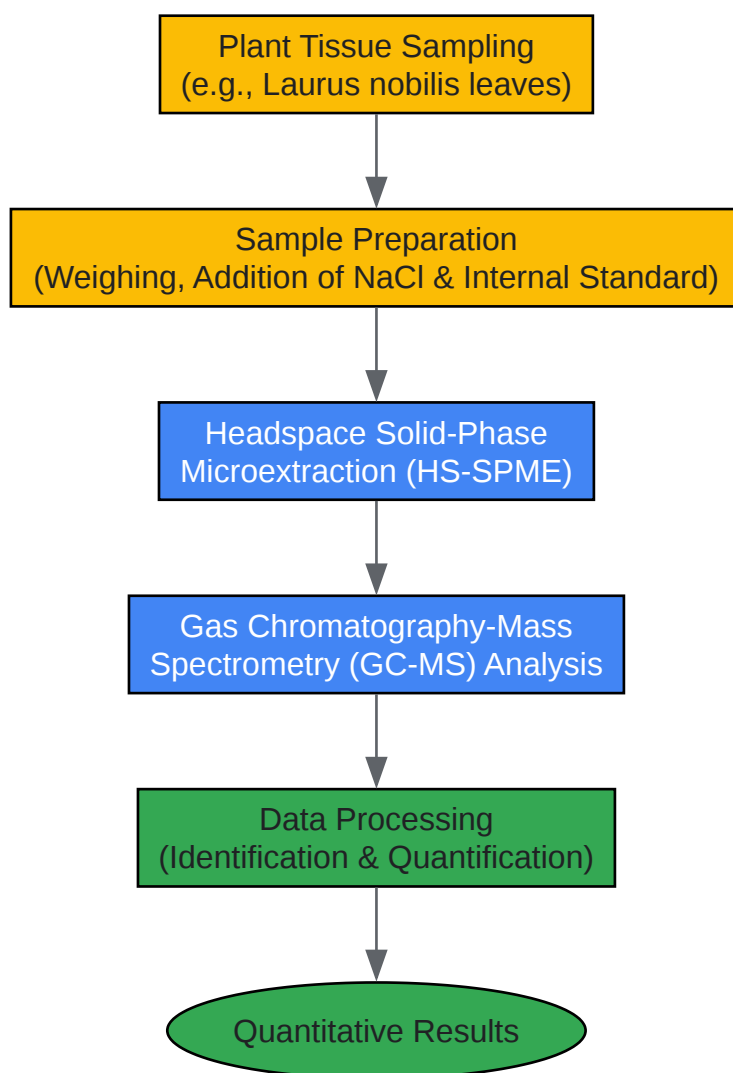 Plant Tissue Sampling
(e.g., Laurus nobilis leaves)
Sample Preparation
(Weighing, Addition of NaCl & Internal Standard)
Headspace Solid-Phase
Microextraction (HS-SPME)
Gas Chromatography-Mass
Spectrometry (GC-MS) Analysis
Data Processing
(Identification & Quantification)
Quantitative Results